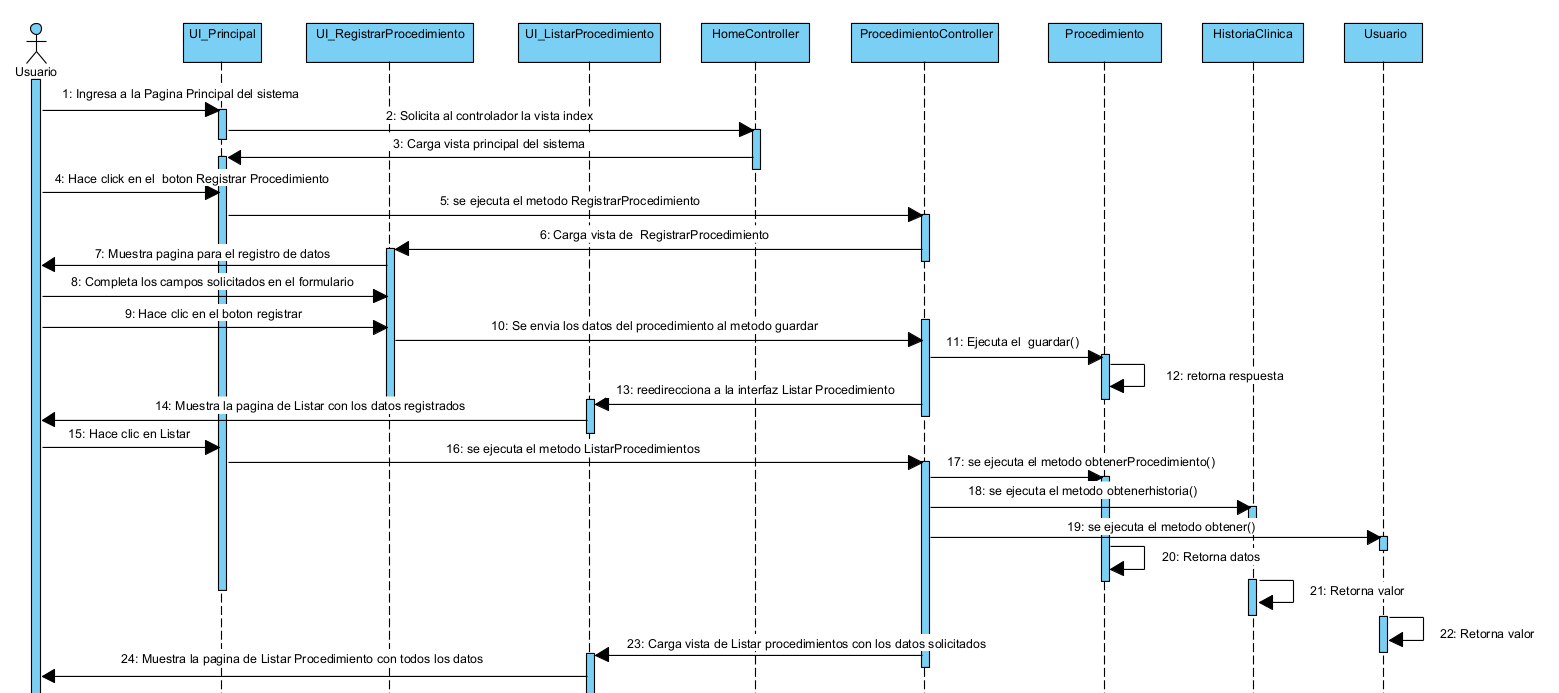 UI_Principal
UI_RegistrarProcedimiento
UI_ListarProcedimiento
HomeController
ProcedimientoController
Procedimiento
HistoriaClinica
Usuario
Usuario
1: Ingresa a la Pagina Principal del sistema
2: Solicita al controlador la vista index
3: Carga vista principal del sistema
4: Hace click en el boton Registrar Procedimiento
5: se ejecuta el metodo RegistrarProcedimiento
6: Carga vista de RegistrarProcedimiento
7: Muestra pagina para el registro de datos
8: Completa los campos solicitados en el formulario
9: Hace clic en el boton registrar
10: Se envia los datos del procedimiento al metodo guardar
11: Ejecuta el guardar()
12: retorna respuesta
13: reedirecciona a la interfaz Listar Procedimiento
14: Muestra la pagina de Listar con los datos registrados
15: Hace clic en Listar
16: se ejecuta el metodo ListarProcedimientos
17: se ejecuta el metodo obtenerProcedimiento()
18: se ejecuta el metodo obtenerhistoria()
19: se ejecuta el metodo obtener()
20: Retorna datos
21: Retorna valor
22: Retorna valor
23: Carga vista de Listar procedimientos con los datos solicitados
24: Muestra la pagina de Listar Procedimiento con todos los datos